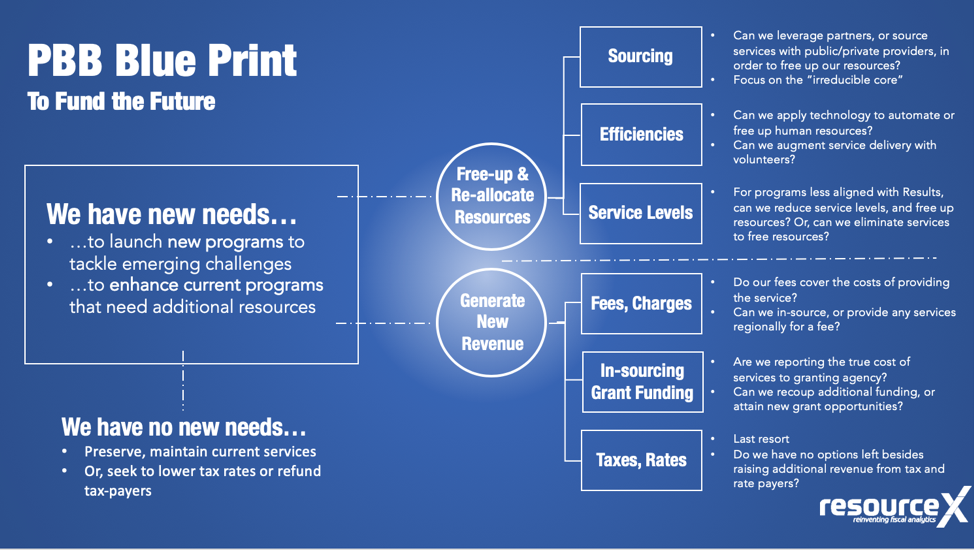 PBB Blue Print
To Fund the Future
We have new needs…
• …to launch new programs to
tackle emerging challenges
• …to enhance current programs
that need additional resources
We have no new needs…
• Preserve, maintain current services
• Or, seek to lower tax rates or refund
tax-payers
Free-up &
Re-allocate
Resources
Sourcing
• Can we leverage partners, or source
services with public/private providers, in
order to free up our resources?
• Focus on the “irreducible core”
Efficiencies
• Can we apply technology to automate or
free up human resources?
• Can we augment service delivery with
volunteers?
Service Levels
• For programs less aligned with Results,
can we reduce service levels, and free up
resources? Or, can we eliminate services
to free resources?
Generate
New
Revenue
Fees, Charges
• Do our fees cover the costs of providing
the service?
• Can we in-source, or provide any services
regionally for a fee?
In-sourcing
Grant Funding
• Are we reporting the true cost of
services to granting agency?
• Can we recoup additional funding, or
attain new grant opportunities?
Taxes, Rates
• Last resort
• Do we have no options left besides
raising additional revenue from tax and
rate payers?
resourceX
reinventing fiscal analytics